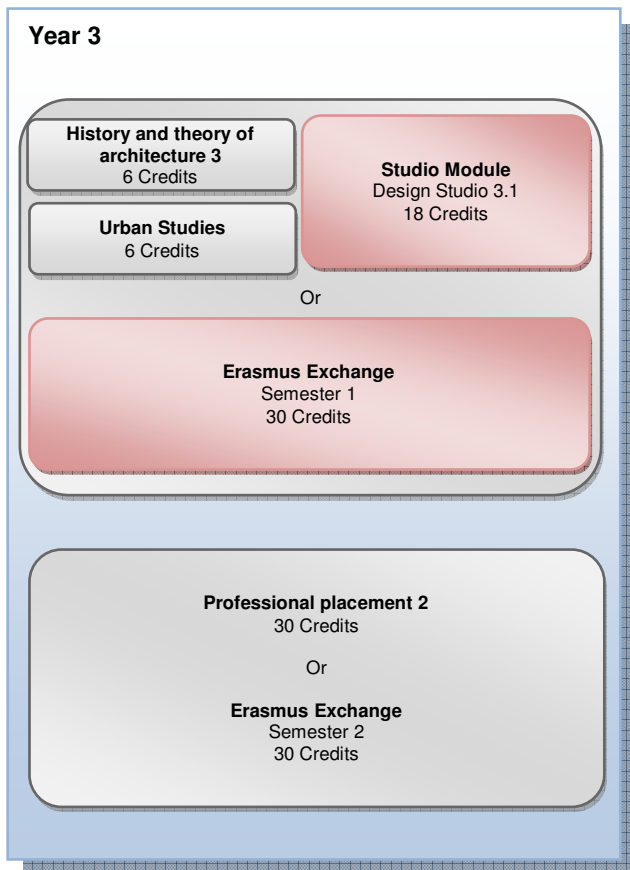 Year 3
History and theory of
architecture 3
6 Credits
Urban Studies
6 Credits
Studio Module
Design Studio 3.1
18 Credits
Or
Erasmus Exchange
Semester 1
30 Credits
Professional placement 2
30 Credits
Or
Erasmus Exchange
Semester 2
30 Credits